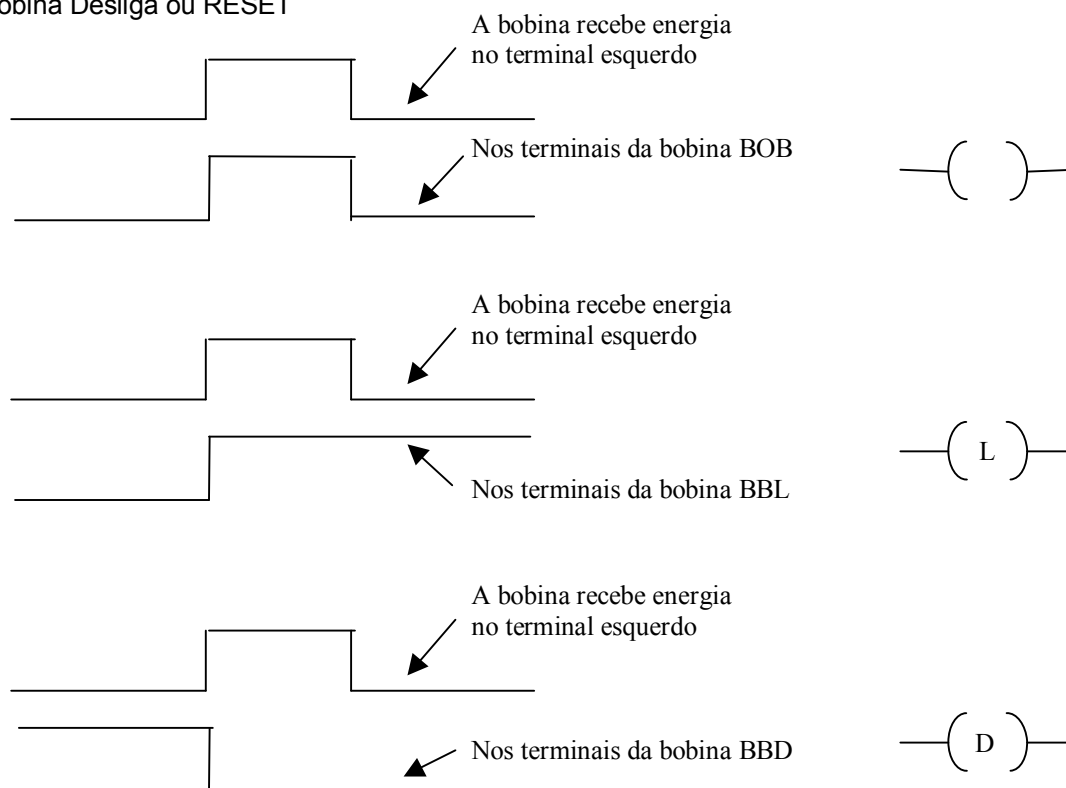 Desliga ou RESET
A bobina recebe energia
no terminal esquerdo
Nos terminais da bobina BOB
A bobina recebe energia
no terminal esquerdo
L
Nos terminais da bobina BBL
A bobina recebe energia
no terminal esquerdo
Nos terminais da bobina BBD
D